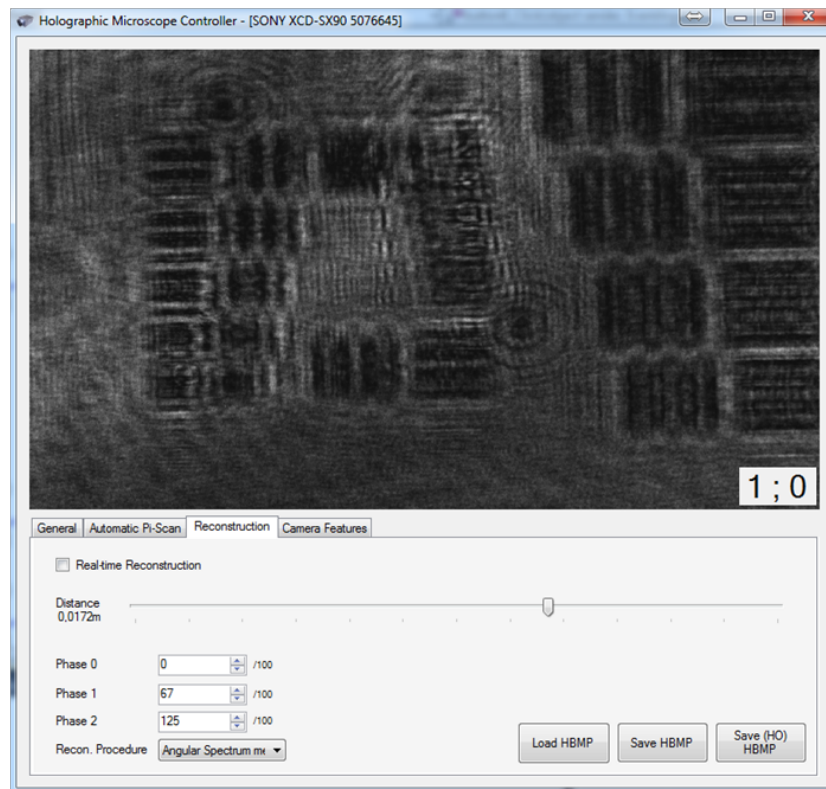 Holographic Microscope Controller - [SONY XCD-SX90 5076645]
1 ; 0
General Automatic Pi-Scan Reconstruction Camera Features
Real-time Reconstruction
Distance
0,0172m
Phase 0 0 /100
Phase 1 67 /100
Phase 2 125 /100
Recon. Procedure Angular Spectrum me
Load HBMP Save HBMP Save (HO) HBMP